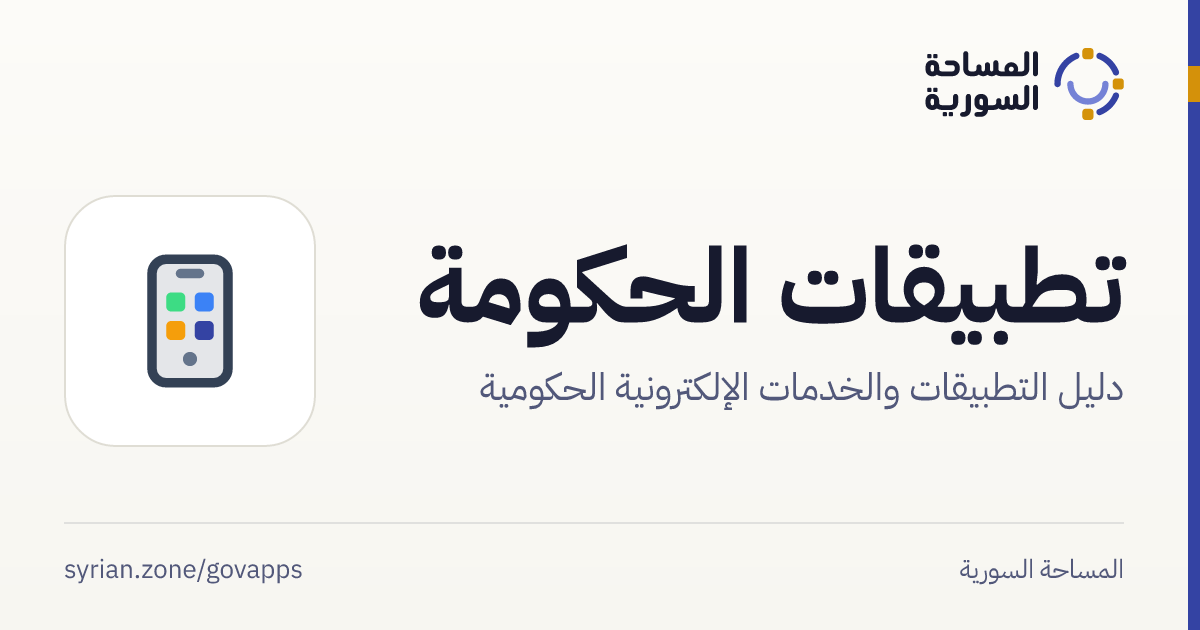 المساحة
السورية
تطبيقات الحكومة
دليل التطبيقات والخدمات الإلكترونية الحكومية
المساحة السورية
syrian.zone/govapps